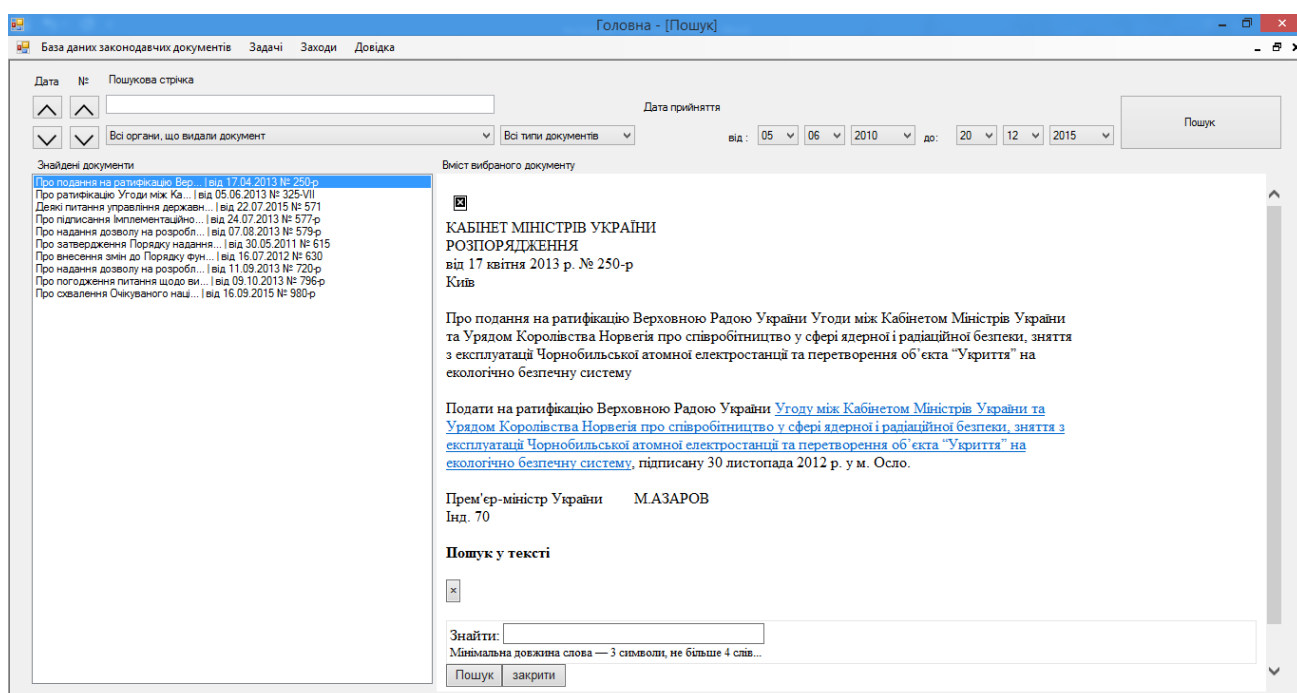 Головна - [Пошук]
База даних законодавчих документів Задачі Заходи Довідка
Дата № Пошукова стрічка
Дата прийняття
Всі органи, що видали документ Всі типи документів від : 05 06 2010 до: 20 12 2015 Пошук
Знайдені документи
Про подання на ратифікацію Вер... | від 17.04.2013 № 250-р
Про ратифікацію Угоди між Ка... | від 05.06.2013 № 325-VII
Деякі питання управління державн... | від 22.07.2015 № 571
Про підписання Імплементаційно... | від 24.07.2013 № 577-р
Про надання дозволу на розробл... | від 07.08.2013 № 579-р
Про затвердження Порядку надання... | від 30.05.2011 № 615
Про внесення змін до Порядку фун... | від 16.07.2012 № 630
Про надання дозволу на розробл... | від 11.09.2013 № 720-р
Про погодження питання щодо ви... | від 09.10.2013 № 796-р
Про схвалення Очікуваного наці... | від 16.09.2015 № 980-р
Вміст вибраного документу
КАБІНЕТ МІНІСТРІВ УКРАЇНИ
РОЗПОРЯДЖЕННЯ
від 17 квітня 2013 р. № 250-р
Київ
Про подання на ратифікацію Верховною Радою України Угоди між Кабінетом Міністрів України
та Урядом Королівства Норвегія про співробітництво у сфері ядерної і радіаційної безпеки, зняття
з експлуатації Чорнобильської атомної електростанції та перетворення об’єкта “Укриття” на
екологічно безпечну систему
Подати на ратифікацію Верховною Радою України Угоду між Кабінетом Міністрів України та
Урядом Королівства Норвегія про співробітництво у сфері ядерної і радіаційної безпеки, зняття з
експлуатації Чорнобильської атомної електростанції та перетворення об’єкта “Укриття” на
екологічно безпечну систему, підписану 30 листопада 2012 р. у м. Осло.
Прем'єр-міністр України М.АЗАРОВ
Інд. 70
Пошук у тексті
Знайти:
Мінімальна довжина слова — 3 символи, не більше 4 слів...
Пошук закрити